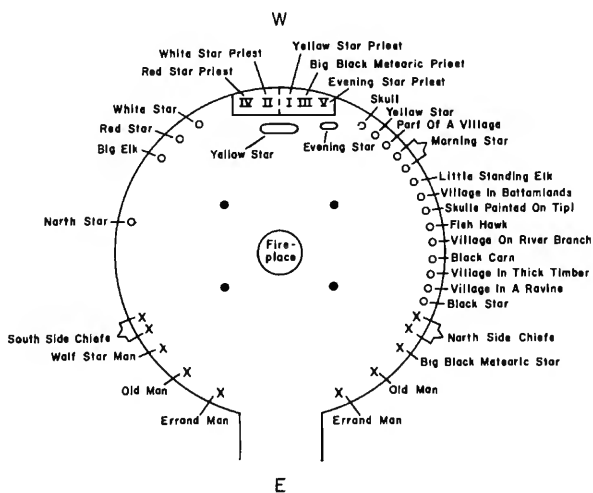 W
White Star Priest
Red Star Priest
Yellow Star Priest
Big Black Meteoric Priest
Evening Star Priest
IV II I III V
Skull
Yellow Star
Part Of A Village
Morning Star
White Star
Red Star
Big Elk
Yellow Star
Evening Star
Little Standing Elk
Village In Bottomlands
Skulls Painted On Tipi
Fish Hawk
Village On River Branch
Black Corn
Village In Thick Timber
Village In A Ravine
Black Star
North Star
Fire-
place
South Side Chiefs
Wolf Star Man
Old Man
Errand Man
North Side Chiefs
Big Black Meteoric Star
Old Man
Errand Man
E